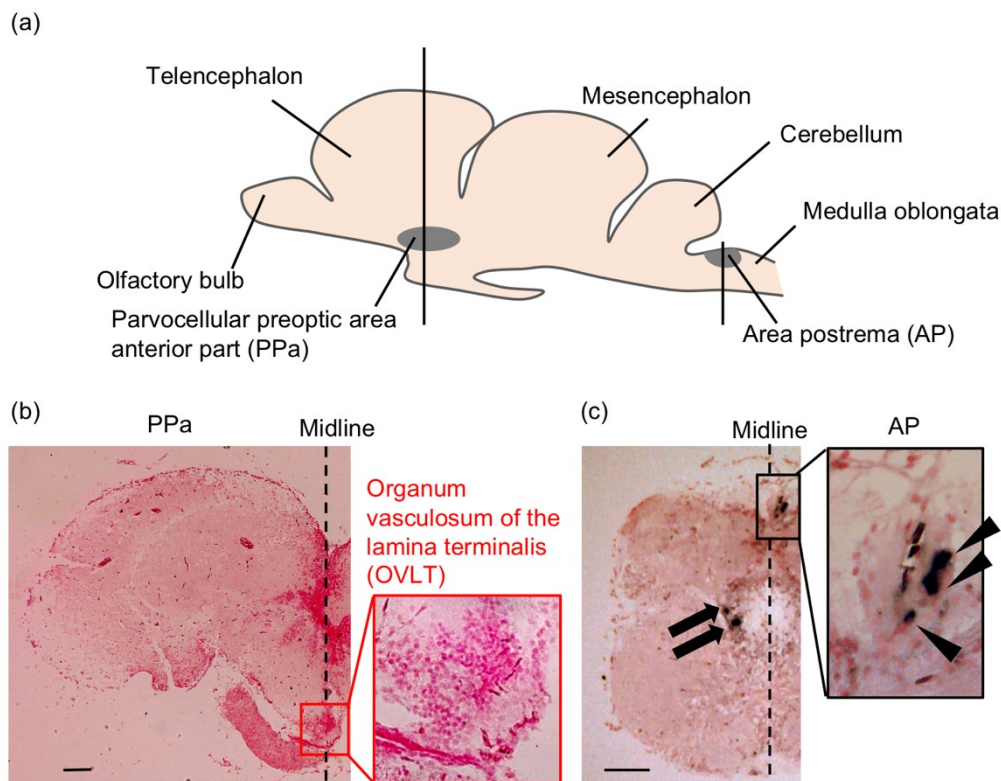 (a)
Telencephalon
Mesencephalon
Cerebellum
Medulla oblongata
Olfactory bulb
Parvocellular preoptic area
anterior part (PPa)
Area postrema (AP)
(b)
PPa
Midline
Organum
vasculosum of the
lamina terminalis
(OVLT)
(c)
Midline
AP